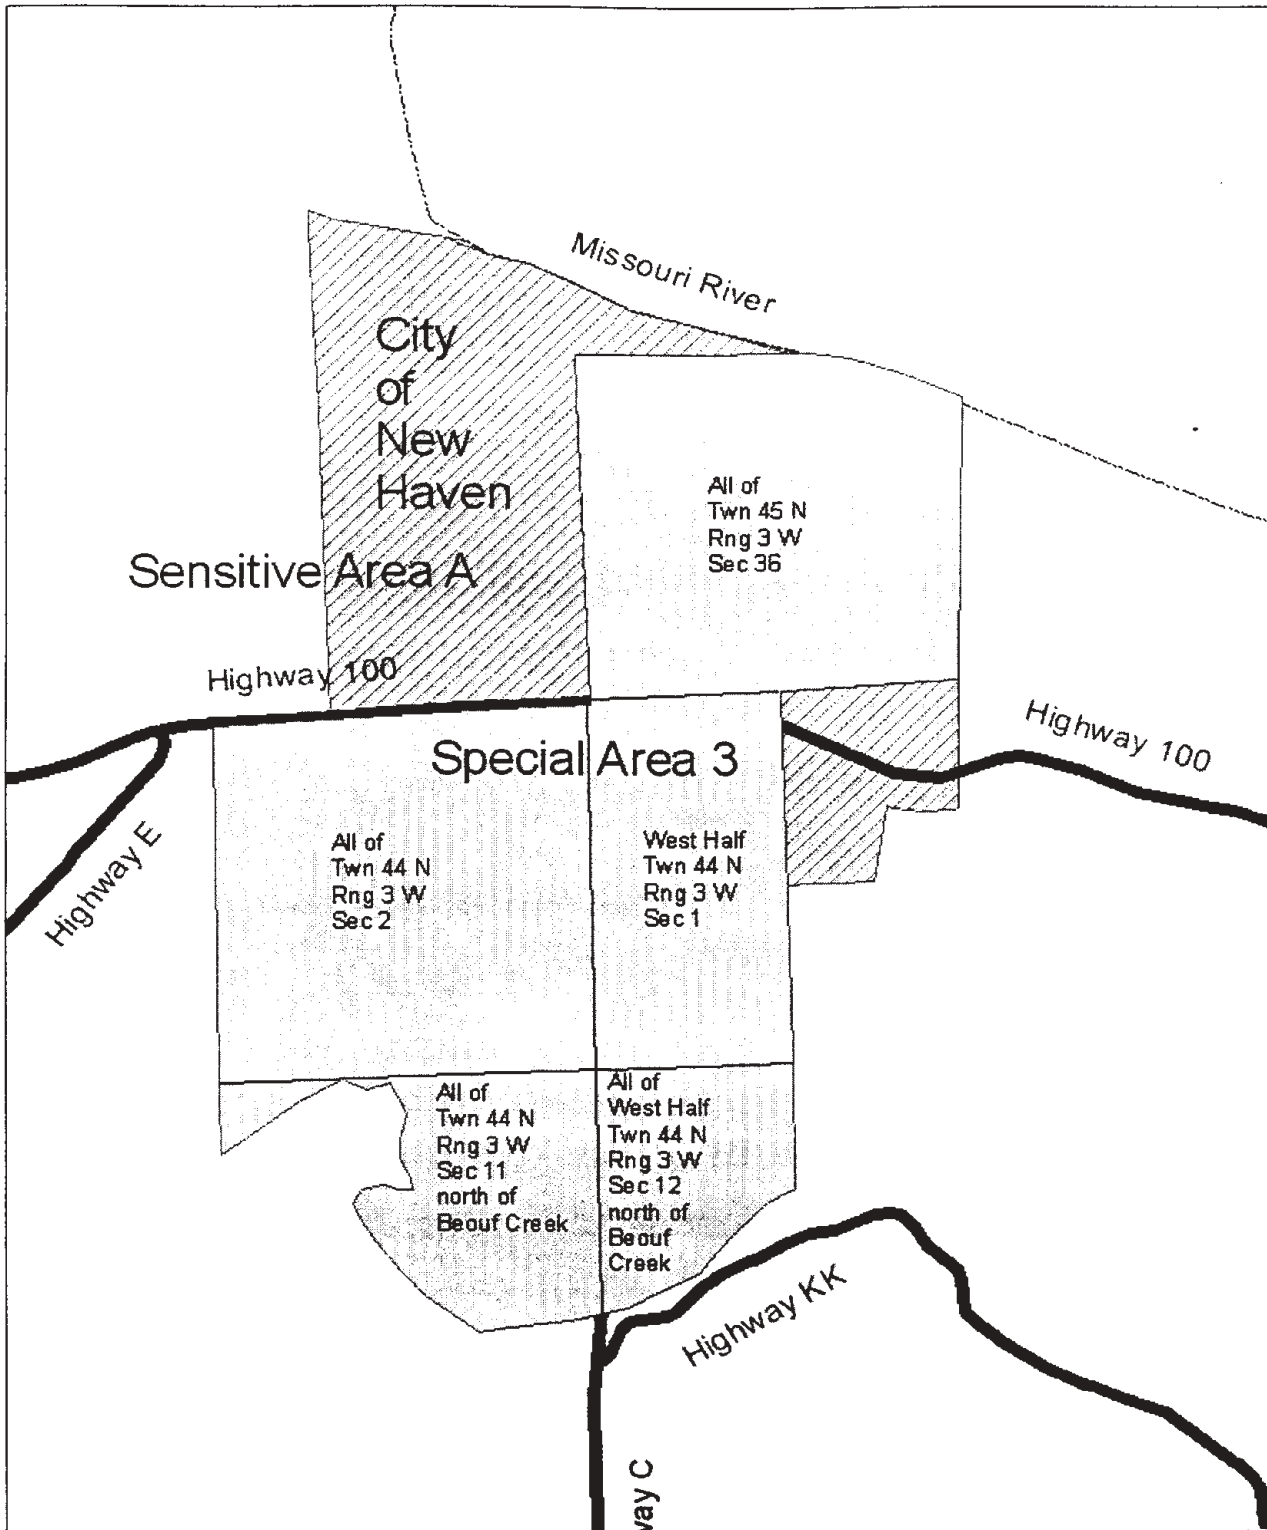 Missouri River
City
of
New
Haven
All of
Twn 45 N
Rng 3 W
Sec 36
Sensitive Area A
Highway 100
Highway 100
Special Area 3
Highway E
All of
Twn 44 N
Rng 3 W
Sec 2
West Half
Twn 44 N
Rng 3 W
Sec 1
All of
Twn 44 N
Rng 3 W
Sec 11
north of
Beouf Creek
All of
West Half
Twn 44 N
Rng 3 W
Sec 12
north of
Beouf
Creek
Highway KK
way C